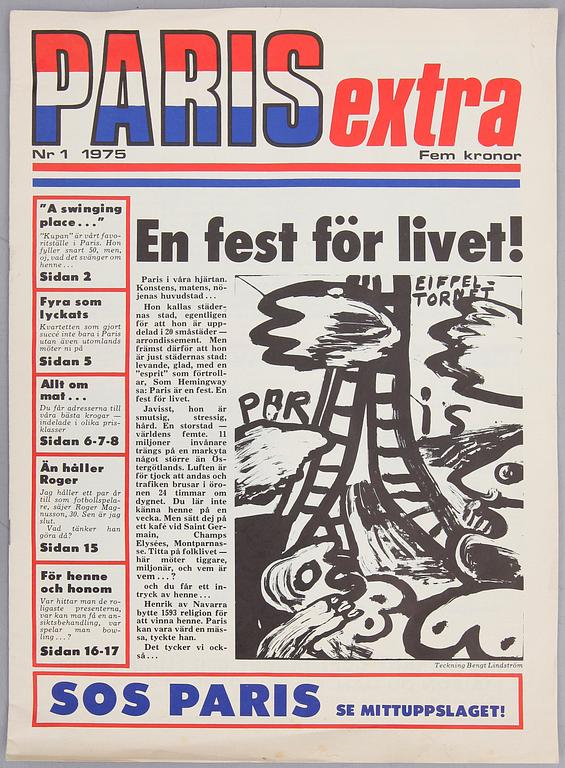 PARIS extra
Nr 1 1975
Fem kronor
"A swinging
place..."
"Kupan" är vårt favo-
ritställe i Paris. Hon
fyller snart 50, men,
oj, vad det svänger om
henne...
Sidan 2
Fyra som
lyckats
Kvartetten som gjort
succé inte bara i Paris
utan även utomlands
möter ni på
Sidan 5
Allt om
mat...
Du får adresserna till
våra bästa krogar —
indelade i olika pris-
klasser
Sidan 6-7-8
Än håller
Roger
Jag håller ett par år
till som fotbollspela-
re, säjer Roger Mag-
nusson, 30. Sen är jag
slut.
Vad tänker han
göra då?
Sidan 15
För henne
och honom
Var hittar man de ro-
ligaste presenterna,
var kan man få en an-
siktsbehandling, var
spelar man bow-
ling...?
Sidan 16-17
En fest för livet!
Paris i våra hjärtan.
Konstens, matens, nö-
jenas huvudstad...
Hon kallas städer-
nas stad, egentligen
för att hon är upp-
delad i 20 småstäder —
arrondissement. Men
främst därför att hon
är just städernas stad:
levande, glad, med en
"esprit" som förtroll-
ar, Som Hemingway
sa: Paris är en fest. En
fest för livet.
Javisst, hon är
smutsig, stressig,
hård. En storstad —
världens femte. 11
miljoner invånare
trängs på en markyta
något större än Ös-
tergötlands. Luften är
för tjock att andas och
trafiken brusar i öro-
nen 24 timmar om
dygnet. Du lär inte
känna henne på en
vecka. Men sätt dej på
ett kafé vid Saint Ger-
main, Champs
Elysées, Montparnas-
se. Titta på folklivet —
här möter tiggare,
miljonär, och vem är
vem...?
och du får ett in-
tryck av henne...
Henrik av Navarra
bytte 1593 religion för
att vinna henne. Paris
kan vara värd en mäs-
sa, tyckte han.
Det tycker vi ock-
så...
EIFFEL-
TORNET
PAR is
Teckning Bengt Lindström
SOS PARIS SE MITTUPPSLAGET!